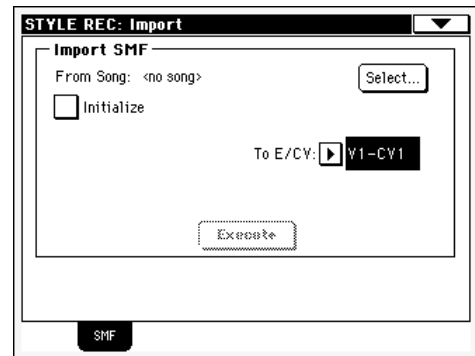 STYLE REC: Import
Import SMF
From Song: <no song> Select...
Initialize
To E/CV: V1-CV1
Execute
SMF